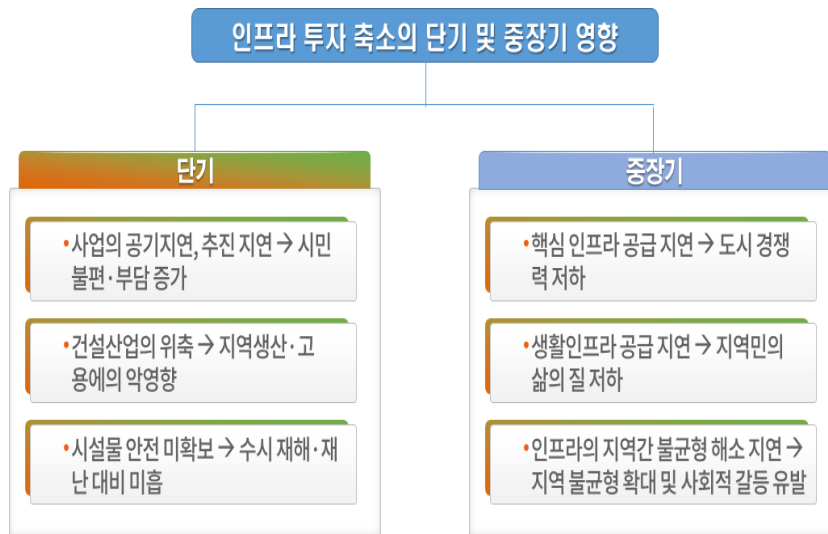 인프라 투자 축소의 단기 및 중장기 영향
단기
•사업의 공기지연, 추진 지연 → 시민
불편·부담 증가
•건설산업의 위축 → 지역생산·고
용에의 악영향
•시설물 안전 미확보 → 수시 재해·재
난 대비 미흡
중장기
•핵심 인프라 공급 지연 → 도시 경쟁
력 저하
•생활인프라 공급 지연 → 지역민의
삶의 질 저하
•인프라의 지역간 불균형 해소 지연 →
지역 불균형 확대 및 사회적 갈등 유발